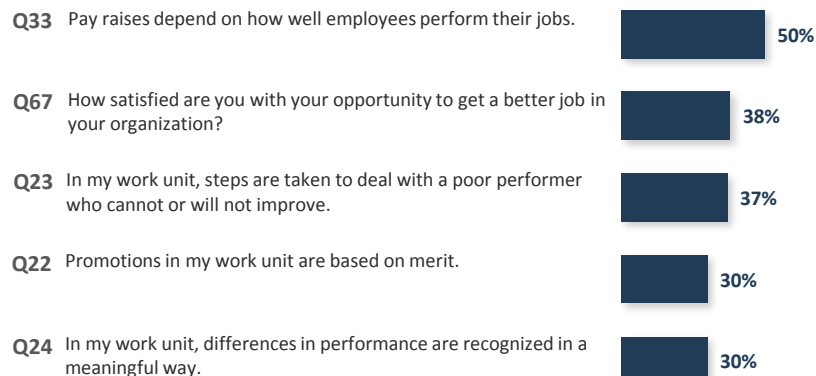 Q33 Pay raises depend on how well employees perform their jobs. 50%
Q67 How satisfied are you with your opportunity to get a better job in
your organization? 38%
Q23 In my work unit, steps are taken to deal with a poor performer
who cannot or will not improve. 37%
Q22 Promotions in my work unit are based on merit. 30%
Q24 In my work unit, differences in performance are recognized in a
meaningful way. 30%